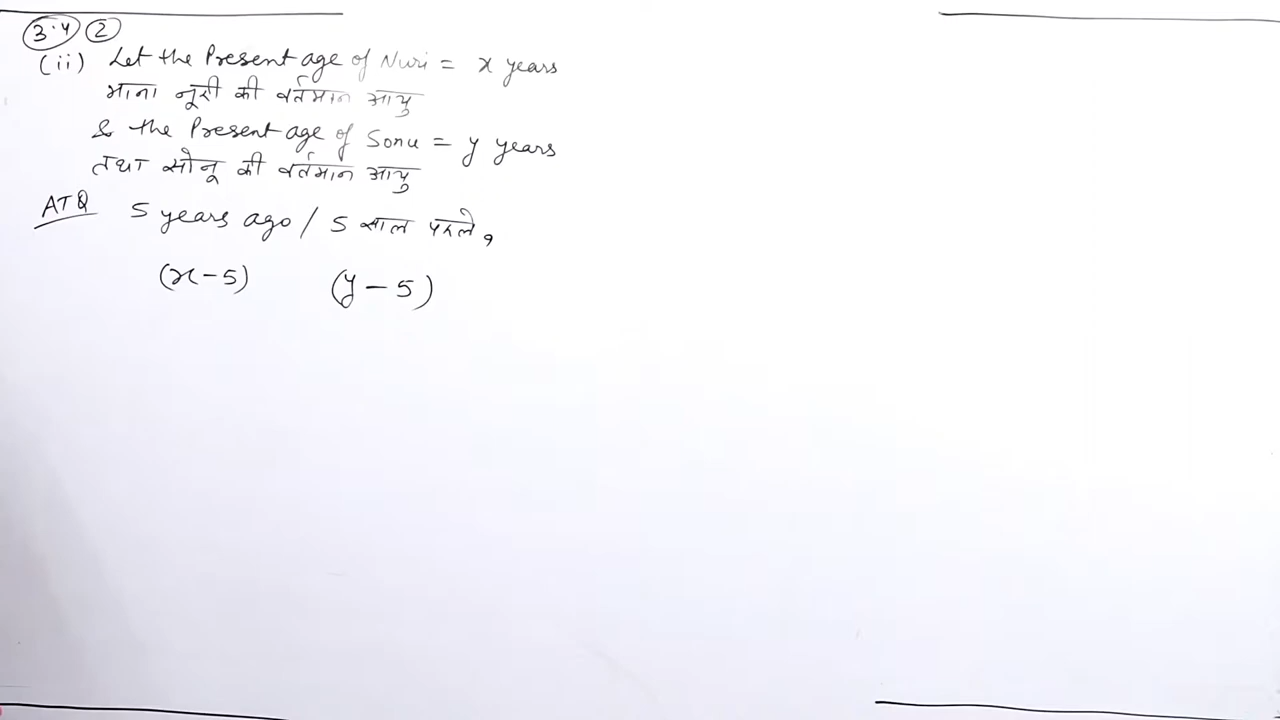 3.4 2
(ii) Let the Present age of Nuri = x years
माना नूरी की वर्तमान आयु
& the Present age of Sonu = y years
तथा सोनू की वर्तमान आयु
ATQ 5 years ago / 5 साल पहले,
(x-5) (y-5)